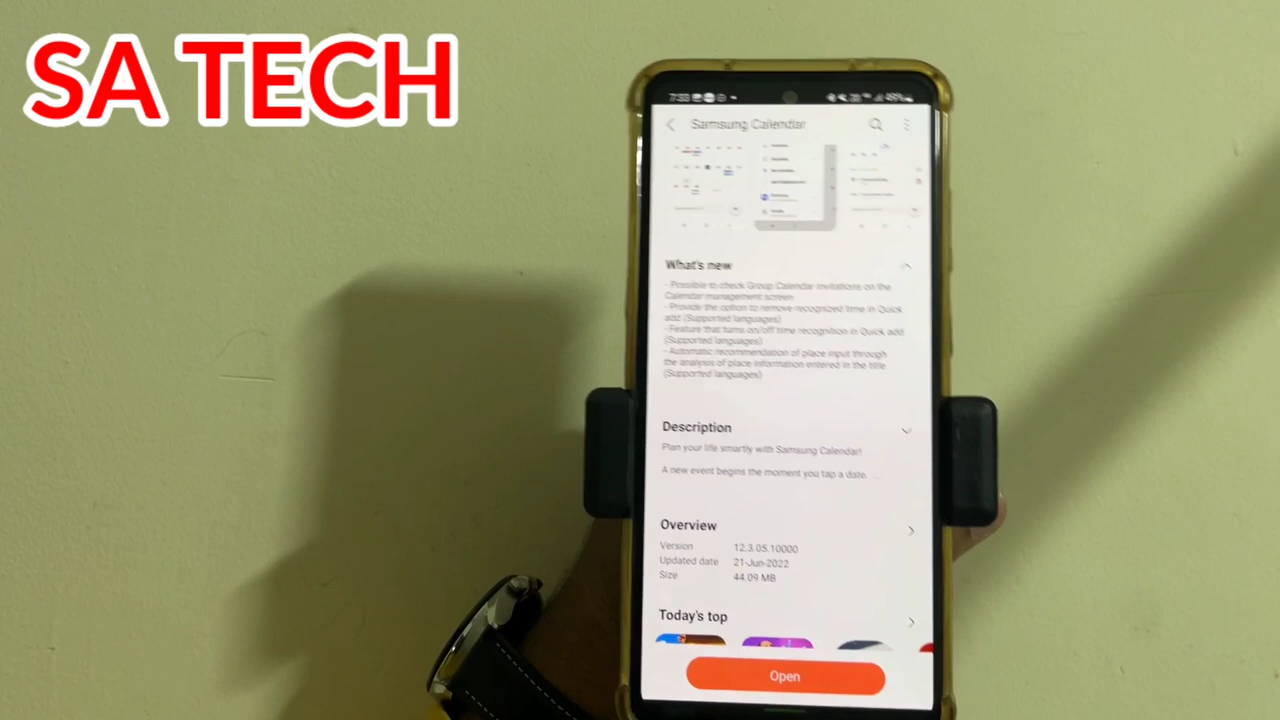 SA TECH
7:33
49%
Samsung Calendar
What's new
- Possible to check Group Calendar invitations on the
Calendar management screen
- Provide the option to remove recognized time in Quick
add (Supported languages)
- Feature that turns on/off time recognition in Quick add
(Supported languages)
- Automatic recommendation of place input through
the analysis of place information entered in the title
(Supported languages)
Description
Plan your life smartly with Samsung Calendar!
A new event begins the moment you tap a date. ...
Overview
Version 12.3.05.10000
Updated date 21-Jun-2022
Size 44.09 MB
Today's top
Open